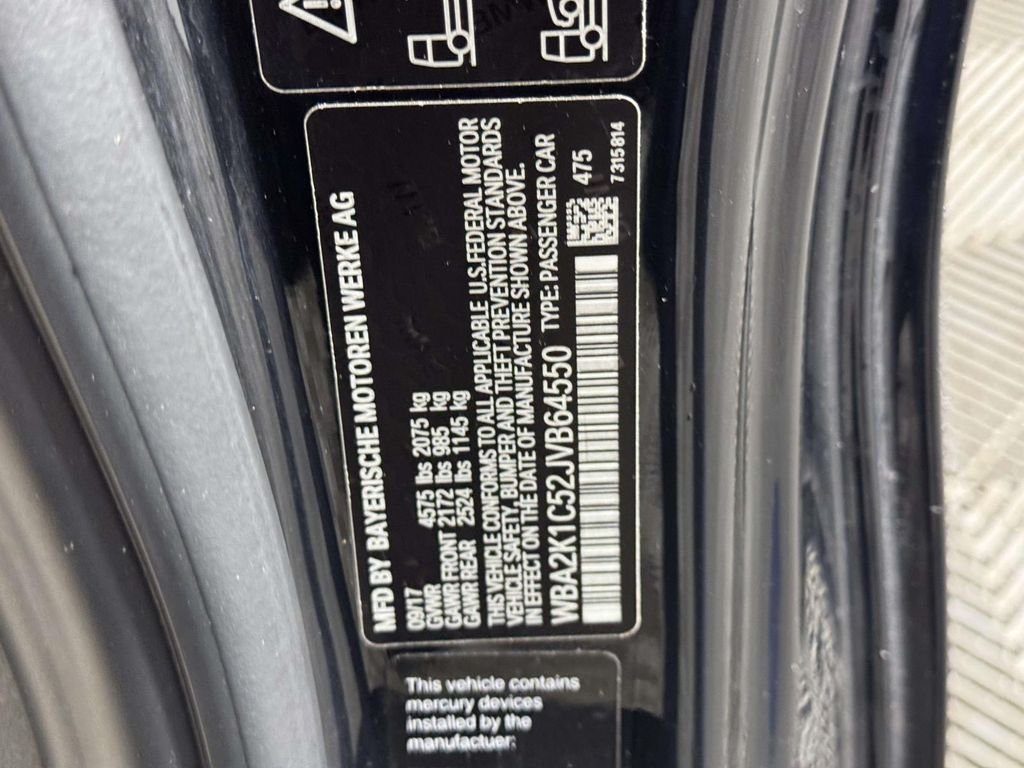 MFD BY BAYERISCHE MOTOREN WERKE AG
09/17
GVWR 4575 lbs 2075 kg
GAWR FRONT 2172 lbs 985 kg
GAWR REAR 2524 lbs 1145 kg
THIS VEHICLE CONFORMS TO ALL APPLICABLE U.S.FEDERAL MOTOR
VEHICLE SAFETY, BUMPER AND THEFT PREVENTION STANDARDS
IN EFFECT ON THE DATE OF MANUFACTURE SHOWN ABOVE.
WBA2K1C52JVB64550 TYPE: PASSENGER CAR
475
7315814
This vehicle contains
mercury devices
installed by the
manufactuer: